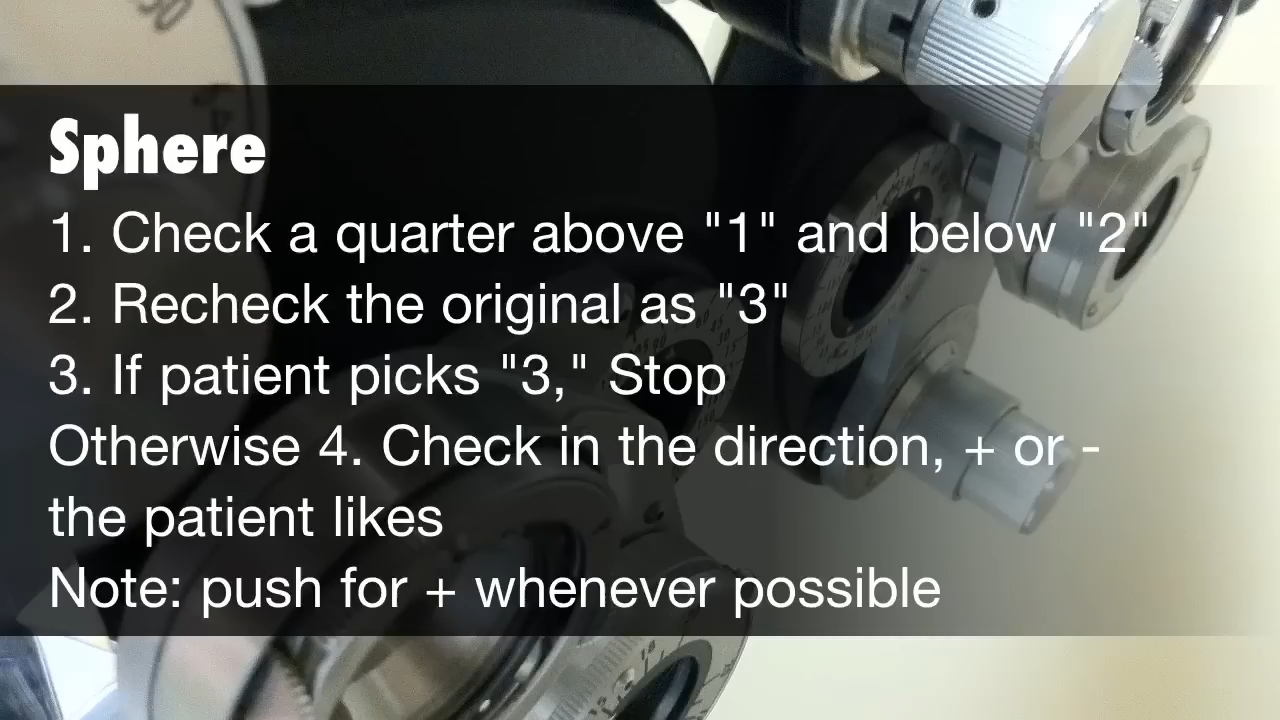 Sphere
1. Check a quarter above "1" and below "2"
2. Recheck the original as "3"
3. If patient picks "3," Stop
Otherwise 4. Check in the direction, + or -
the patient likes
Note: push for + whenever possible